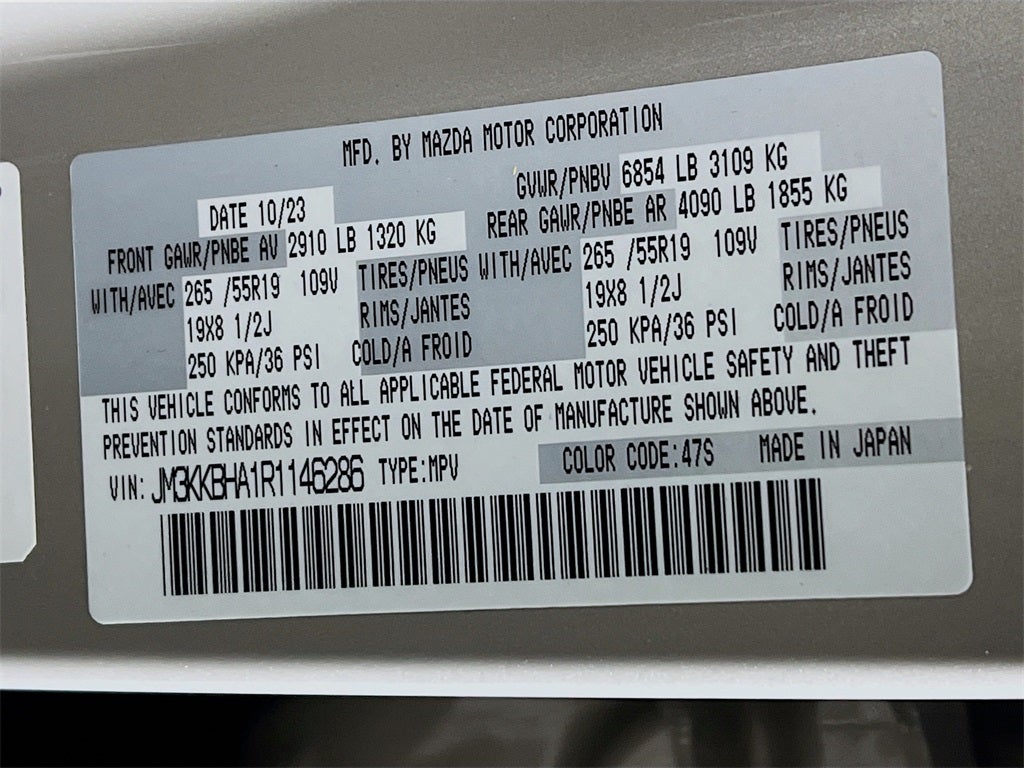 MFD. BY MAZDA MOTOR CORPORATION
DATE 10/23 GVWR/PNBV 6854 LB 3109 KG
FRONT GAWR/PNBE AV 2910 LB 1320 KG REAR GAWR/PNBE AR 4090 LB 1855 KG
WITH/AVEC 265 /55R19 109V TIRES/PNEUS WITH/AVEC 265 /55R19 109V TIRES/PNEUS
19X8 1/2J RIMS/JANTES 19X8 1/2J RIMS/JANTES
250 KPA/36 PSI COLD/A FROID 250 KPA/36 PSI COLD/A FROID
THIS VEHICLE CONFORMS TO ALL APPLICABLE FEDERAL MOTOR VEHICLE SAFETY AND THEFT
PREVENTION STANDARDS IN EFFECT ON THE DATE OF MANUFACTURE SHOWN ABOVE.
VIN: JM3KKBHA1R1146286 TYPE:MPV COLOR CODE:47S MADE IN JAPAN